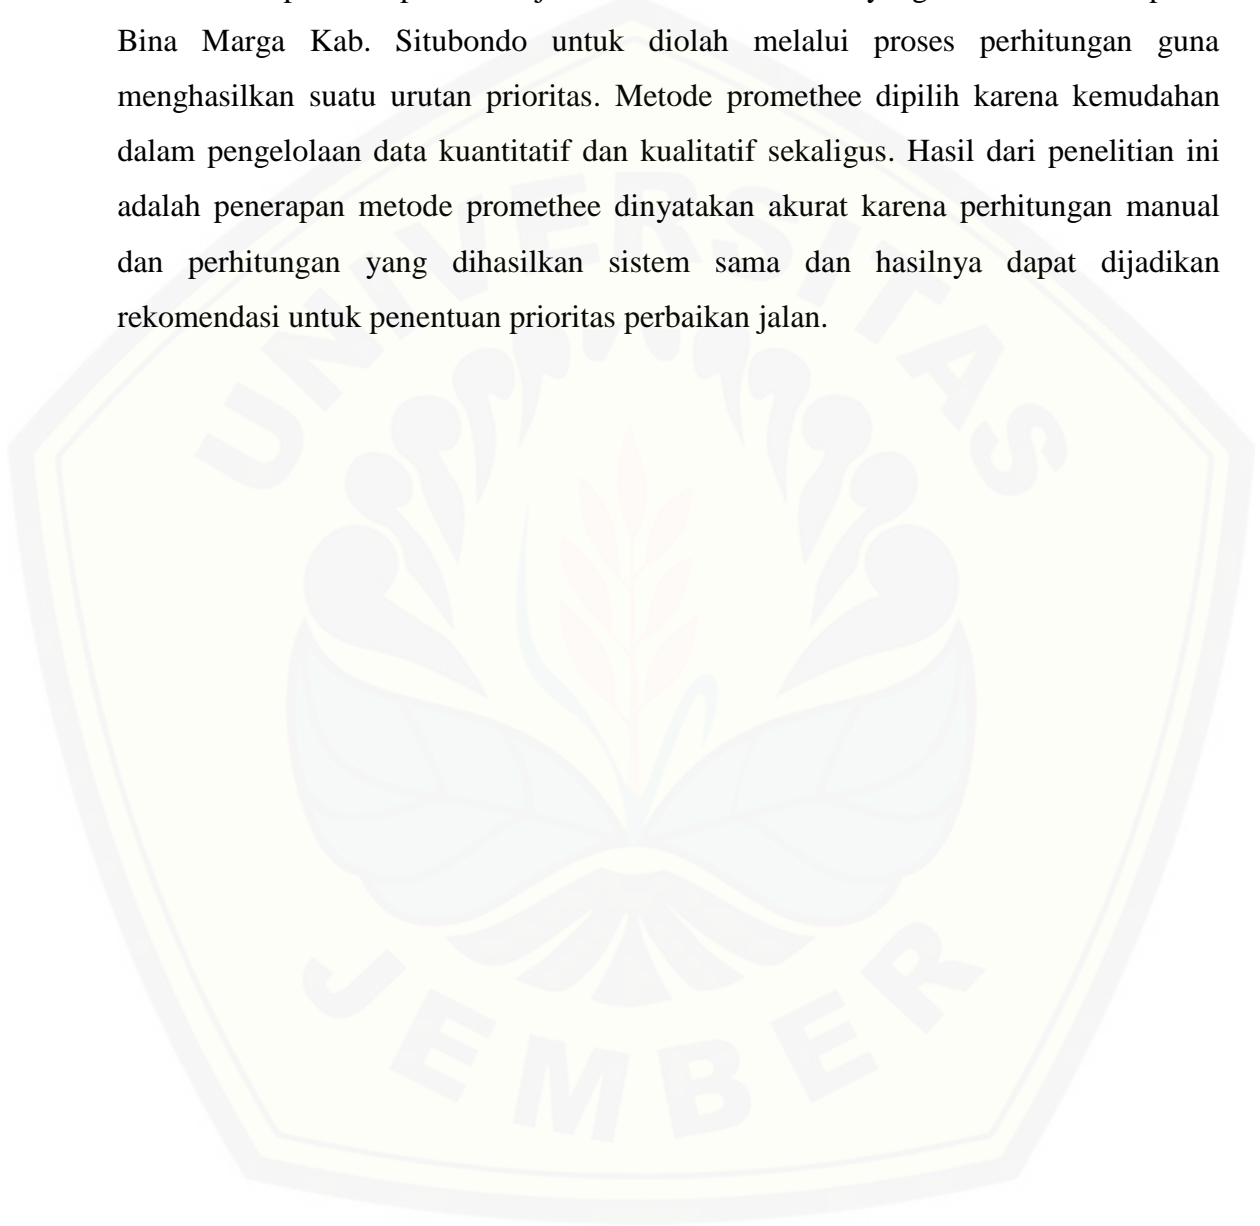 Bina Marga Kab. Situbondo untuk diolah melalui proses perhitungan guna
menghasilkan suatu urutan prioritas. Metode promethee dipilih karena kemudahan
dalam pengelolaan data kuantitatif dan kualitatif sekaligus. Hasil dari penelitian ini
adalah penerapan metode promethee dinyatakan akurat karena perhitungan manual
dan perhitungan yang dihasilkan sistem sama dan hasilnya dapat dijadikan
rekomendasi untuk penentuan prioritas perbaikan jalan.
UNIVERSITAS
JEMBER